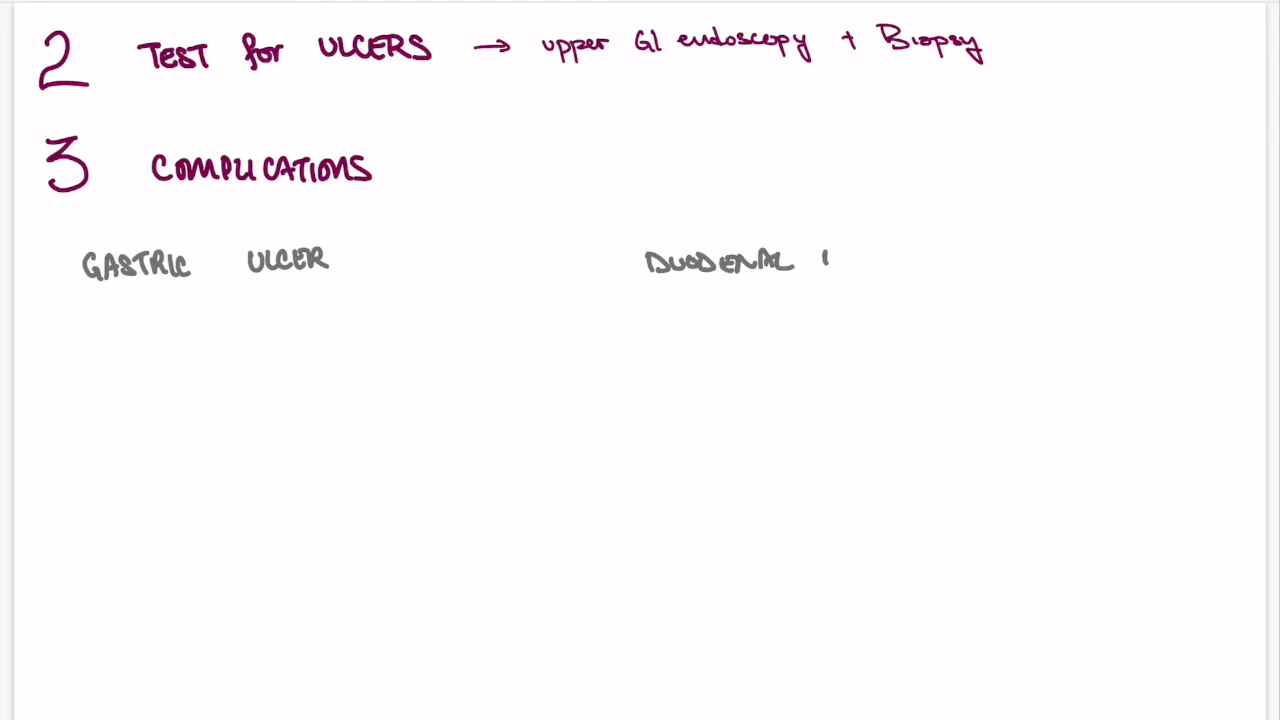 2 TEST for ULCERS → upper GI endoscopy + Biopsy
3 COMPLICATIONS
GASTRIC ULCER DUODENAL